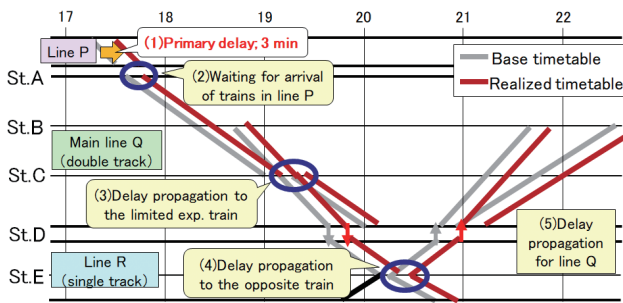 17 18 19 20 21 22
Line P
(1)Primary delay; 3 min
Base timetable
Realized timetable
St.A
(2)Waiting for arrival
of trains in line P
St.B
Main line Q
(double track)
St.C
(3)Delay propagation to
the limited exp. train
St.D
(5)Delay
propagation
for line Q
Line R
(single track)
(4)Delay propagation
to the opposite train
St.E